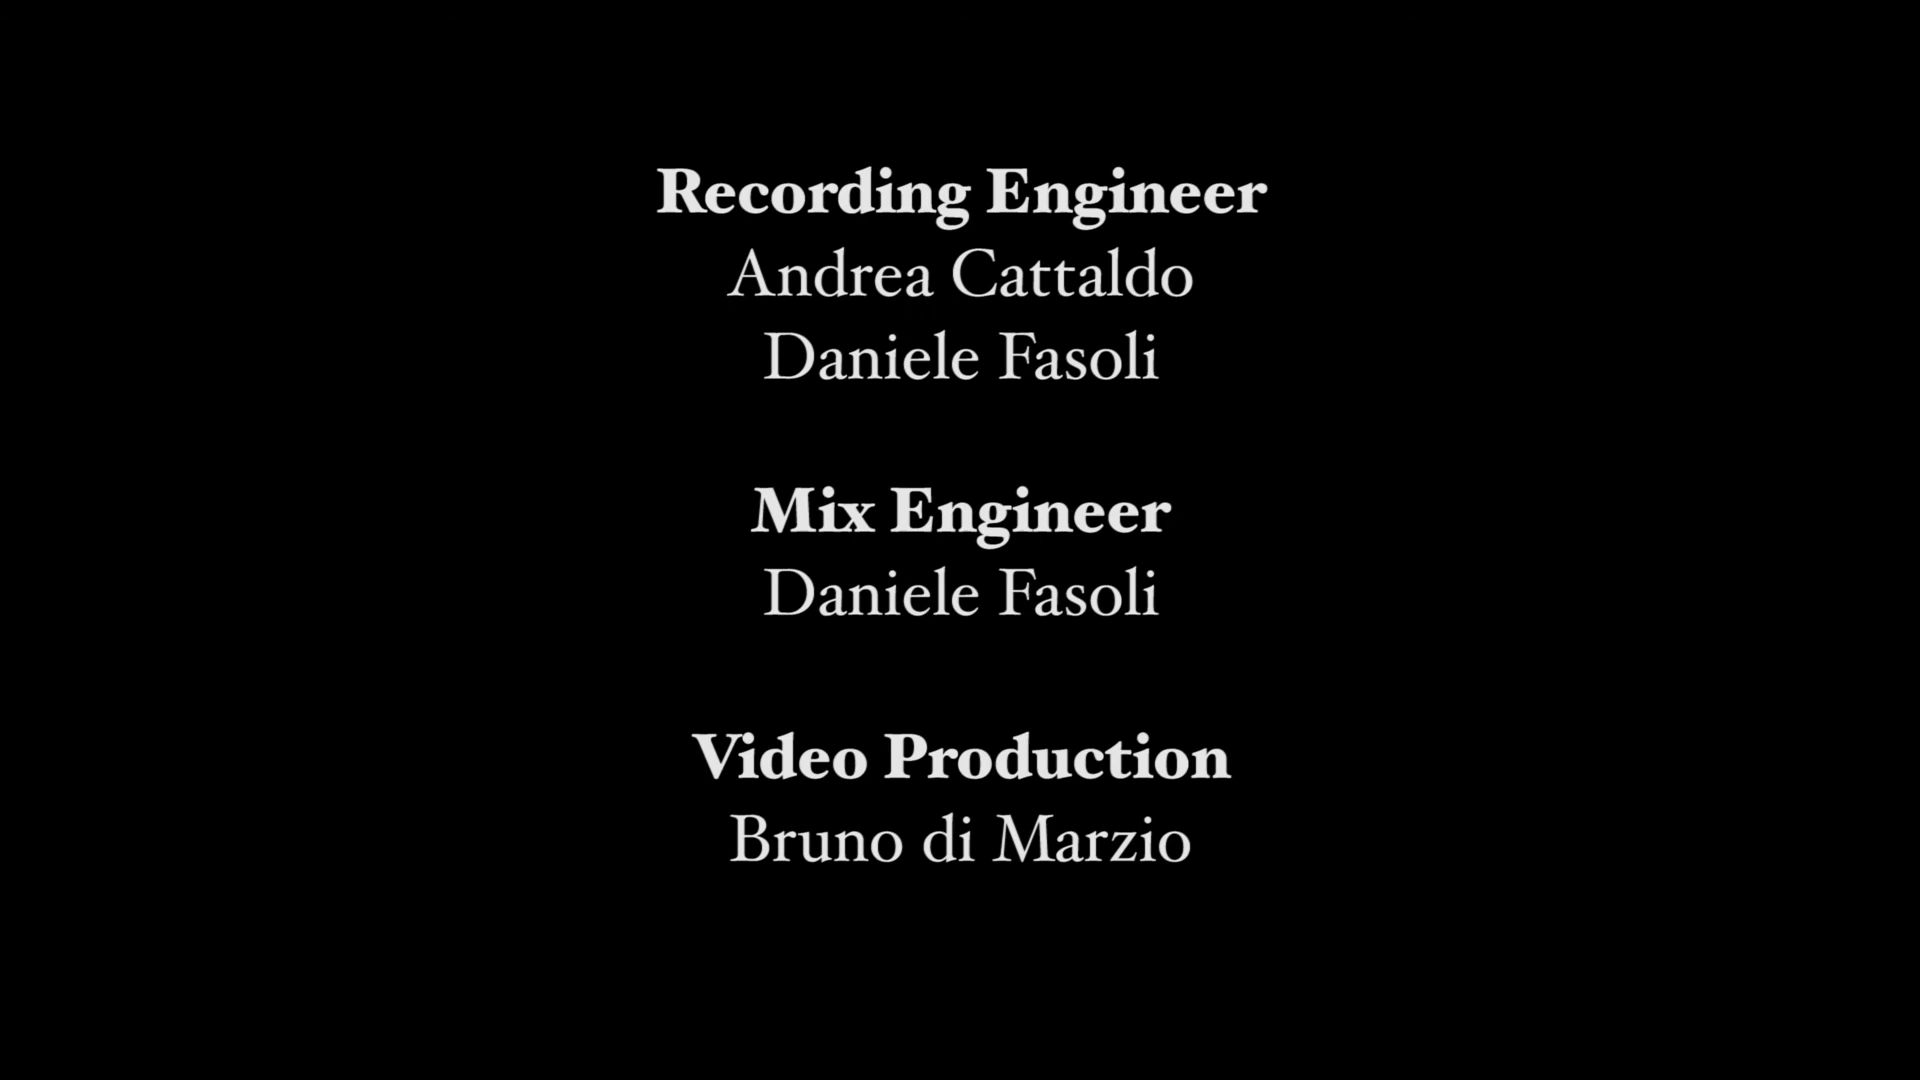 Recording Engineer
Andrea Cattaldo
Daniele Fasoli
Mix Engineer
Daniele Fasoli
Video Production
Bruno di Marzio